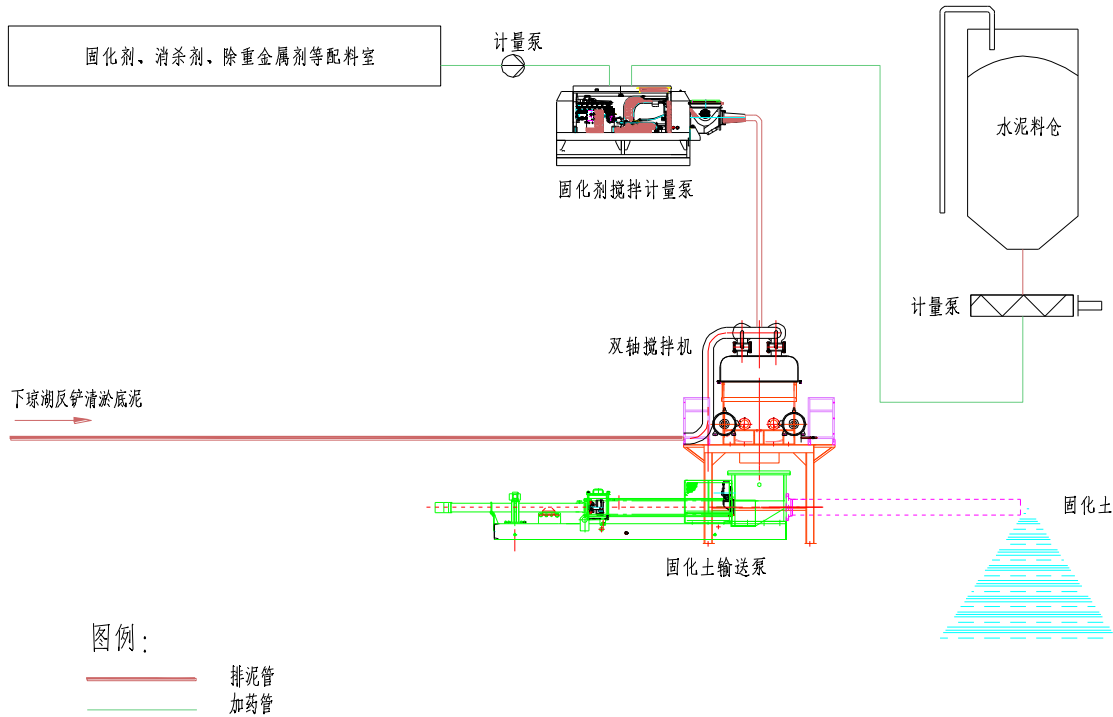 固化剂、消杀剂、除重金属剂等配料室
计量泵
水泥料仓
固化剂搅拌计量泵
计量泵
双轴搅拌机
下琼湖反铲清淤底泥
固化土
固化土输送泵
图例：
排泥管
加药管